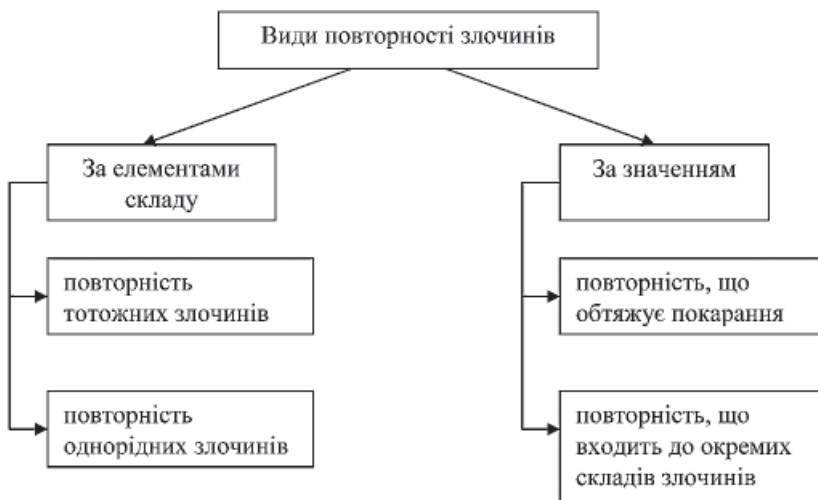 Види повторності злочинів
За елементами
складу
повторність
тотожних злочинів
повторність
однорідних злочинів
За значенням
повторність, що
обтяжує покарання
повторність, що
входить до окремих
складів злочинів